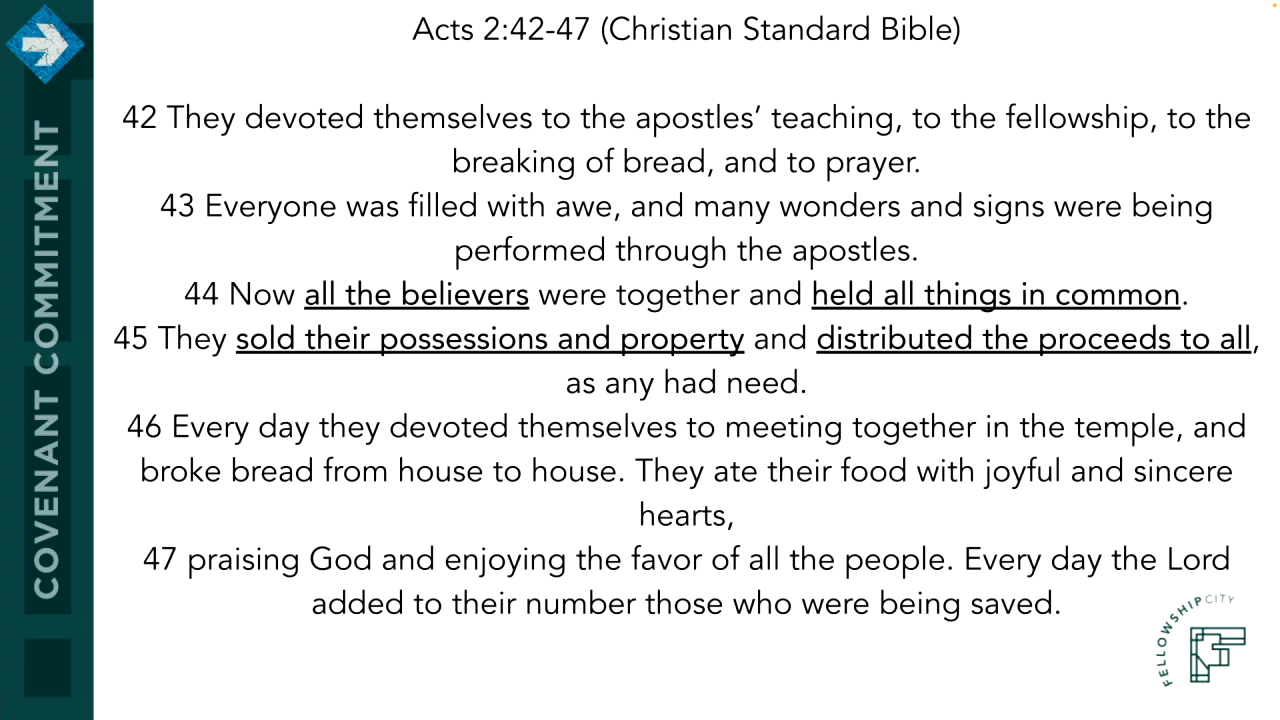 Acts 2:42-47 (Christian Standard Bible)
42 They devoted themselves to the apostles’ teaching, to the fellowship, to the
breaking of bread, and to prayer.
43 Everyone was filled with awe, and many wonders and signs were being
performed through the apostles.
44 Now all the believers were together and held all things in common.
45 They sold their possessions and property and distributed the proceeds to all,
as any had need.
46 Every day they devoted themselves to meeting together in the temple, and
broke bread from house to house. They ate their food with joyful and sincere
hearts,
47 praising God and enjoying the favor of all the people. Every day the Lord
added to their number those who were being saved.
COVENANT COMMITMENT
FELLOWSHIPCITY